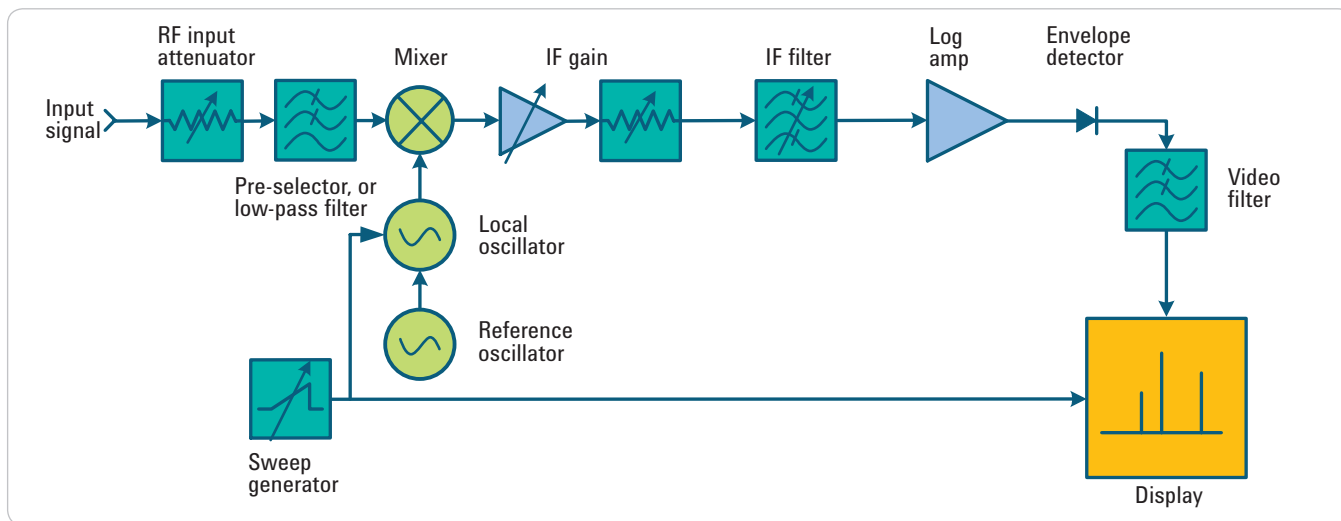 RF input
attenuator
Mixer
IF gain
IF filter
Log
amp
Envelope
detector
Input
signal
Pre-selector, or
low-pass filter
Video
filter
Local
oscillator
Reference
oscillator
Sweep
generator
Display